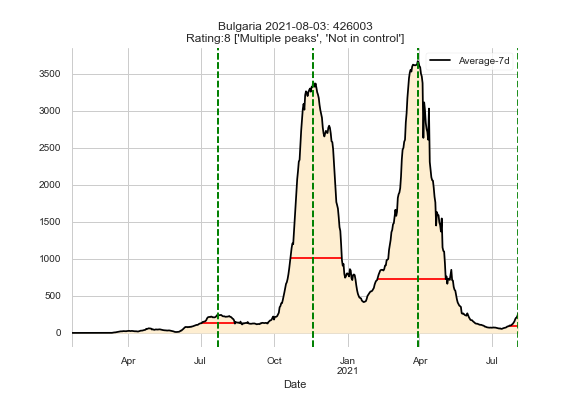 Bulgaria 2021-08-03: 426003
Rating:8 ['Multiple peaks', 'Not in control']
Average-7d
3500
3000
2500
2000
1500
1000
500
0
Apr
Jul
Oct
Jan
2021
Apr
Jul
Date